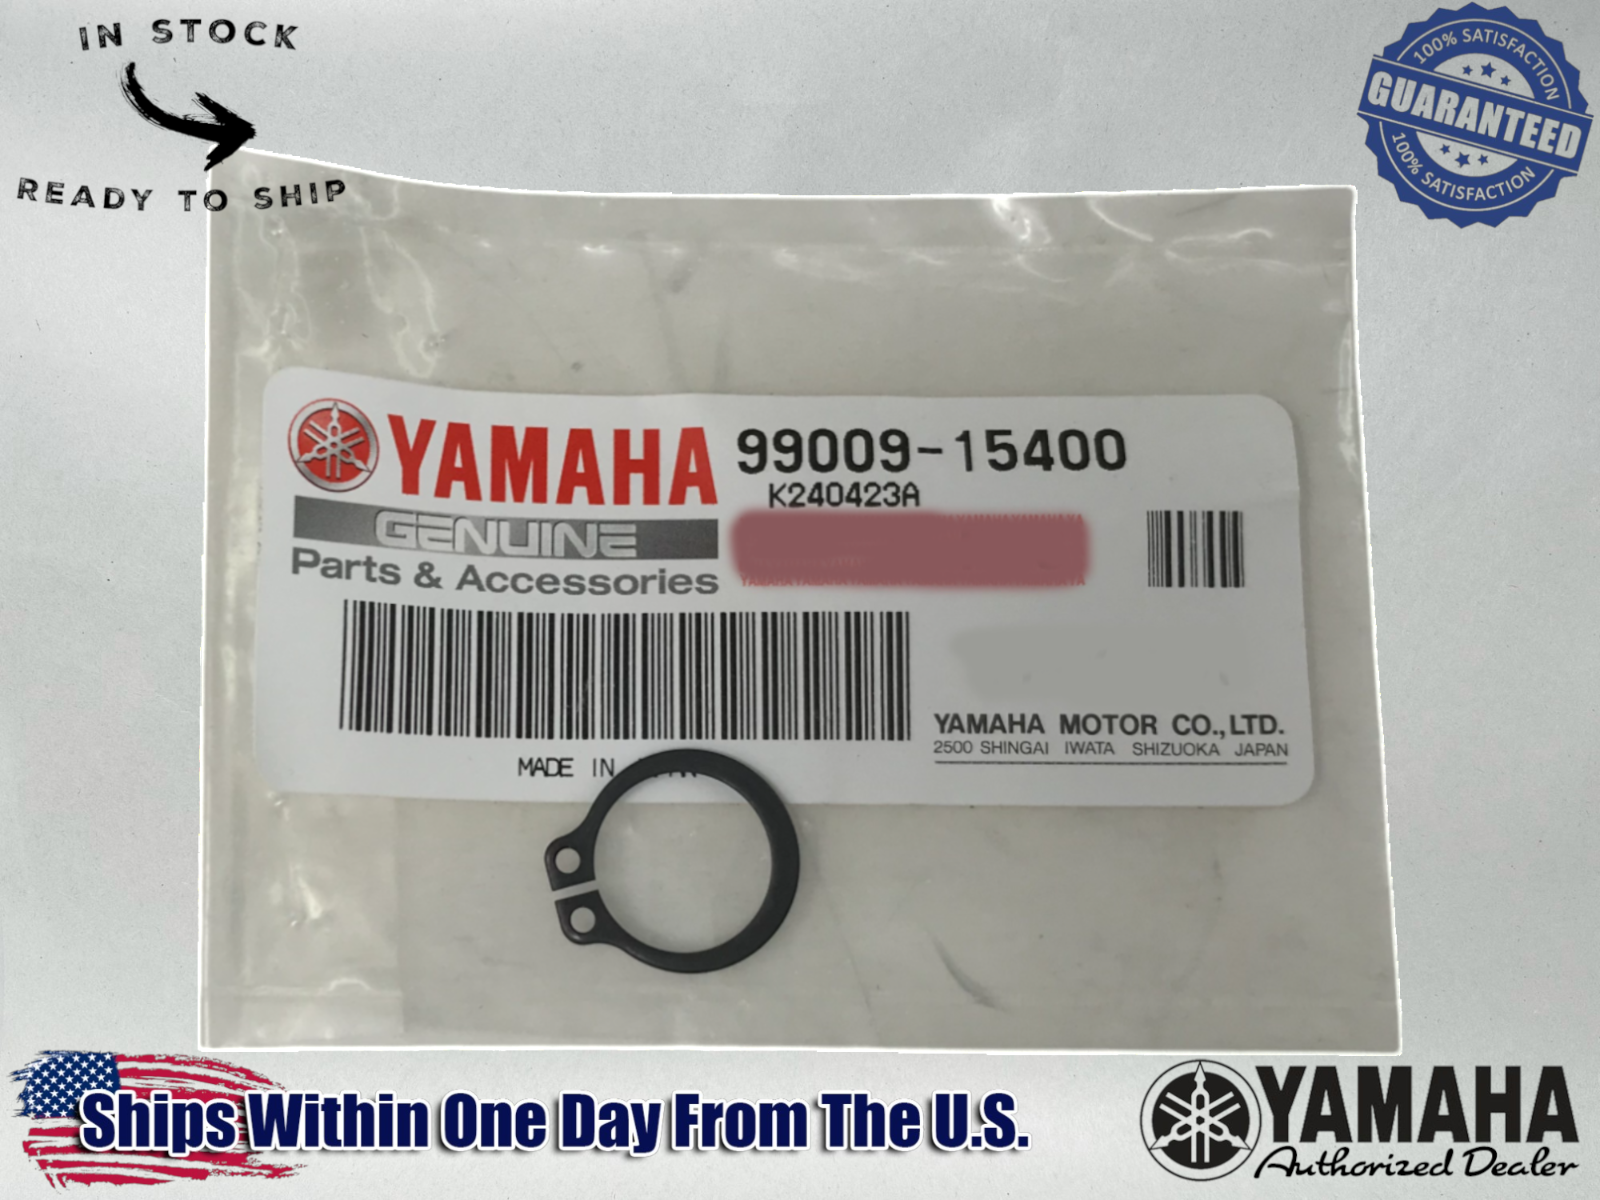 IN STOCK
READY TO SHIP
100% SATISFACTION
GUARANTEED
100% SATISFACTION
YAMAHA 99009-15400
K240423A
GENUINE
Parts & Accessories
YAMAHA MOTOR CO., LTD.
2500 SHINGAI IWATA SHIZUOKA JAPAN
MADE IN
Ships Within One Day From The U.S.
YAMAHA
Authorized Dealer